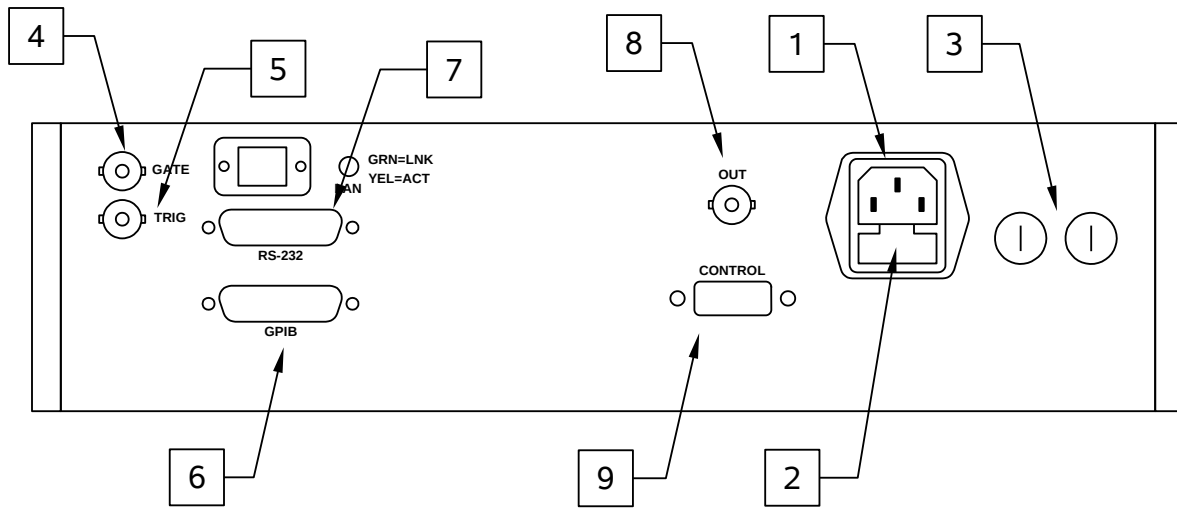 4
5
7
8
1
3
GATE
GRN=LNK
YEL=ACT
LAN
TRIG
RS-232
GPIB
OUT
CONTROL
6
9
2